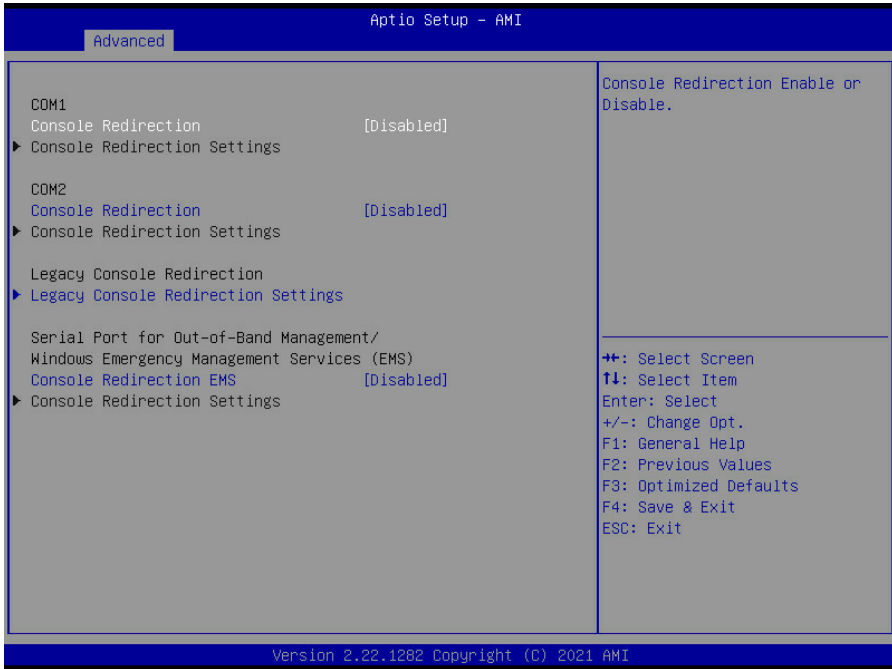 Aptio Setup – AMI
Advanced
COM1
Console Redirection [Disabled]
Console Redirection Settings
COM2
Console Redirection [Disabled]
Console Redirection Settings
Legacy Console Redirection
Legacy Console Redirection Settings
Serial Port for Out-of-Band Management/
Windows Emergency Management Services (EMS)
Console Redirection EMS [Disabled]
Console Redirection Settings
Console Redirection Enable or
Disable.
→←: Select Screen
↑↓: Select Item
Enter: Select
+/-: Change Opt.
F1: General Help
F2: Previous Values
F3: Optimized Defaults
F4: Save & Exit
ESC: Exit
Version 2.22.1282 Copyright (C) 2021 AMI